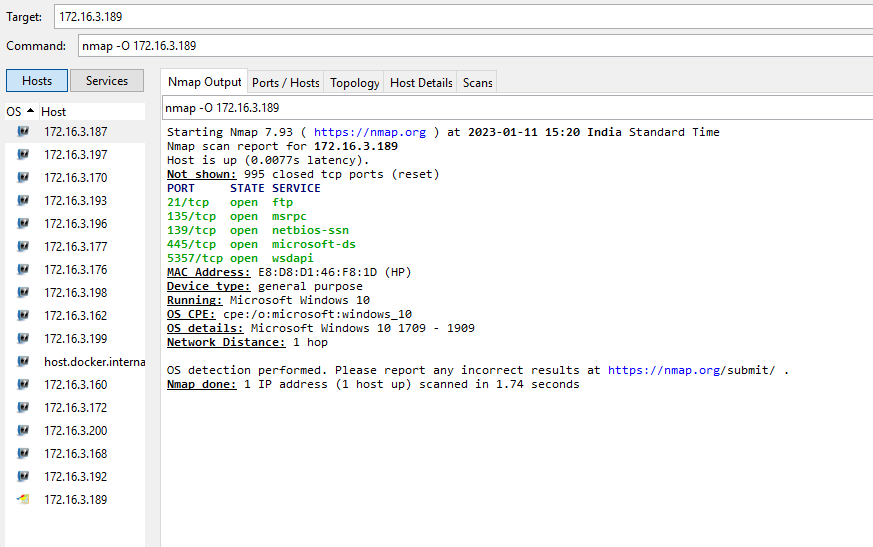 Target: 172.16.3.189
Command: nmap -O 172.16.3.189
Hosts Services
OS Host
172.16.3.187
172.16.3.197
172.16.3.170
172.16.3.193
172.16.3.196
172.16.3.177
172.16.3.176
172.16.3.198
172.16.3.162
172.16.3.199
host.docker.interna
172.16.3.160
172.16.3.172
172.16.3.200
172.16.3.168
172.16.3.192
172.16.3.189
Nmap Output Ports / Hosts Topology Host Details Scans
nmap -O 172.16.3.189
Starting Nmap 7.93 ( https://nmap.org ) at 2023-01-11 15:20 India Standard Time
Nmap scan report for 172.16.3.189
Host is up (0.0077s latency).
Not shown: 995 closed tcp ports (reset)
PORT STATE SERVICE
21/tcp open ftp
135/tcp open msrpc
139/tcp open netbios-ssn
445/tcp open microsoft-ds
5357/tcp open wsdapi
MAC Address: E8:D8:D1:46:F8:1D (HP)
Device type: general purpose
Running: Microsoft Windows 10
OS CPE: cpe:/o:microsoft:windows_10
OS details: Microsoft Windows 10 1709 - 1909
Network Distance: 1 hop
OS detection performed. Please report any incorrect results at https://nmap.org/submit/ .
Nmap done: 1 IP address (1 host up) scanned in 1.74 seconds